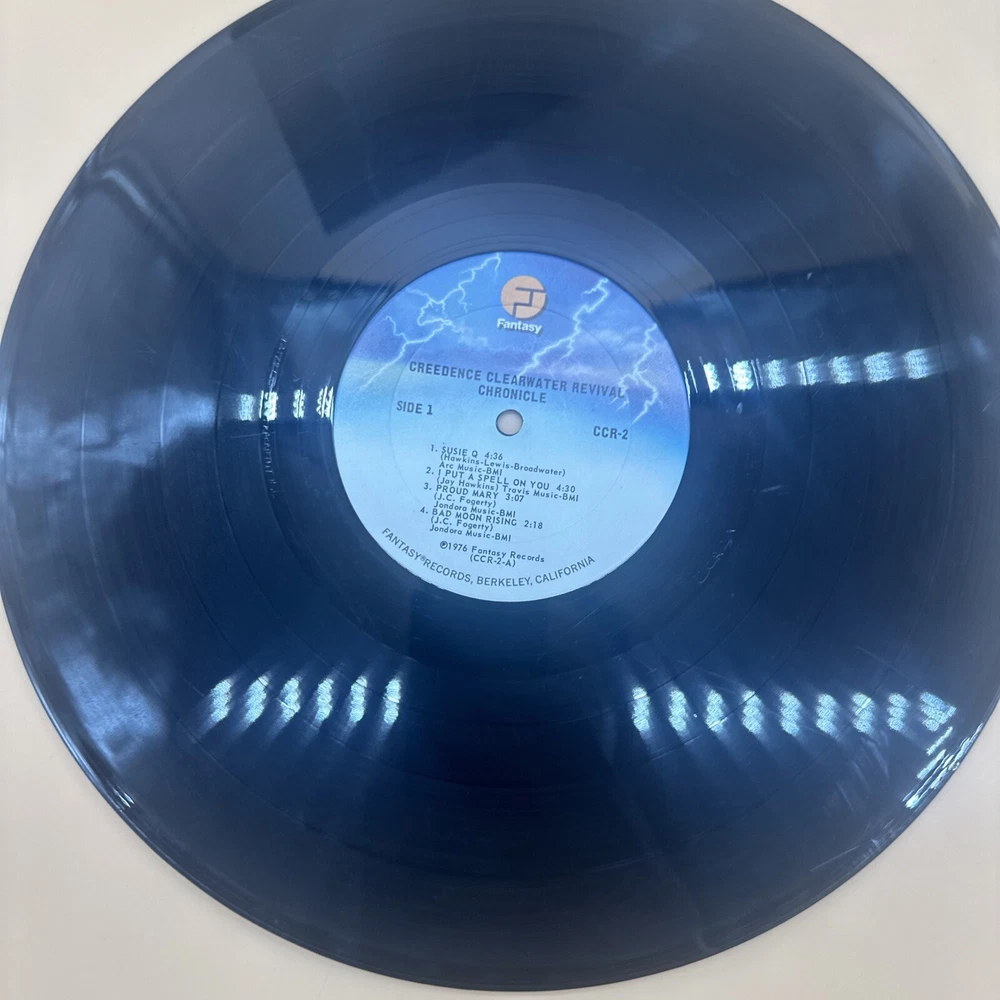 Fantasy
CREEDENCE CLEARWATER REVIVAL
CHRONICLE
SIDE 1
CCR-2
1. SUSIE Q 4:36
(Hawkins-Lewis-Broadwater)
Arc Music-BMI
2. I PUT A SPELL ON YOU 4:30
(Jay Hawkins) Travis Music-BMI
3. PROUD MARY 3:07
(J.C. Fogerty)
Jondora Music-BMI
4. BAD MOON RISING 2:18
(J.C. Fogerty)
Jondora Music-BMI
℗1976 Fantasy Records
(CCR-2-A)
FANTASY® RECORDS, BERKELEY, CALIFORNIA